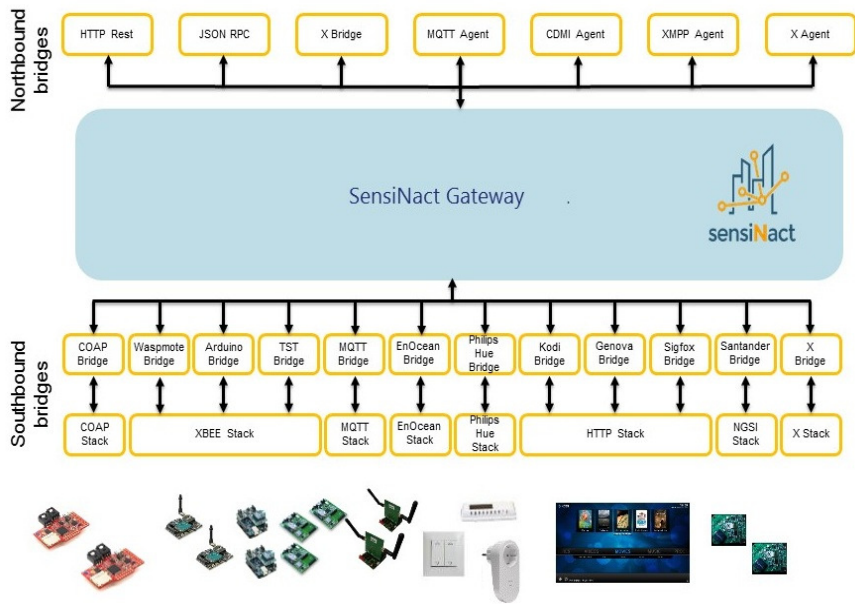 Northbound
bridges
HTTP Rest
JSON RPC
X Bridge
MQTT Agent
CDMI Agent
XMPP Agent
X Agent
SensiNact Gateway .
sensiNact
Southbound
bridges
COAP
Bridge
Waspmote
Bridge
Arduino
Bridge
TST
Bridge
MQTT
Bridge
EnOcean
Bridge
Philips
Hue
Bridge
Kodi
Bridge
Genova
Bridge
Sigfox
Bridge
Santander
Bridge
X
Bridge
COAP
Stack
XBEE Stack
MQTT
Stack
EnOcean
Stack
Philips
Hue
Stack
HTTP Stack
NGSI
Stack
X Stack